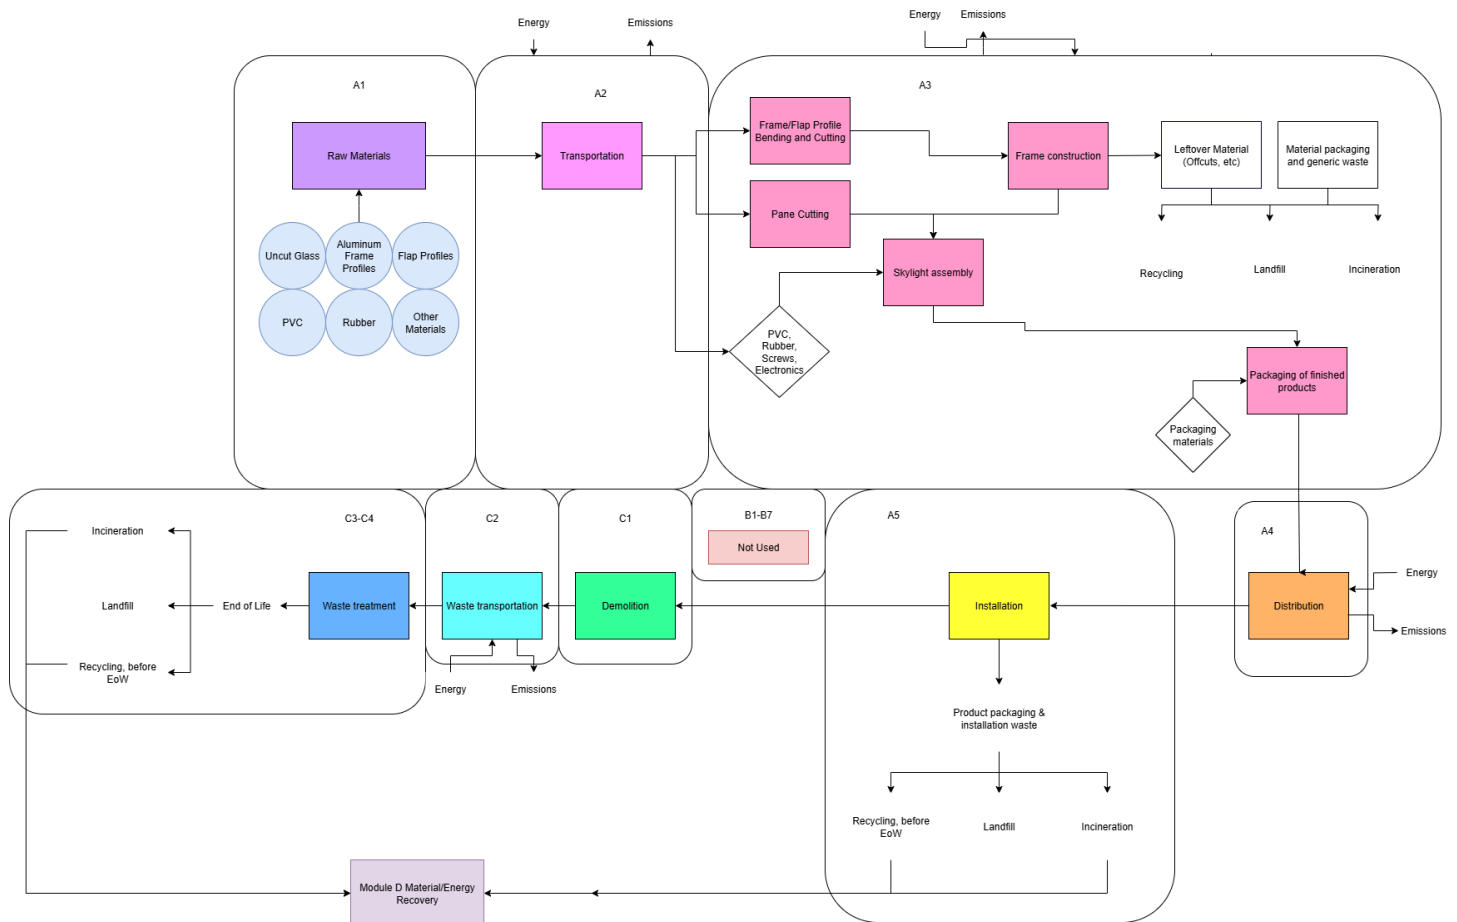 Energy
Emissions
Energy
Emissions
A1
A2
A3
Raw Materials
Transportation
Frame/Flap Profile
Bending and Cutting
Frame construction
Leftover Material
(Offcuts, etc)
Material packaging
and generic waste
Pane Cutting
Uncut Glass
Aluminum
Frame
Profiles
Flap Profiles
PVC
Rubber
Other
Materials
Skylight assembly
Recycling
Landfill
Incineration
PVC,
Rubber,
Screws,
Electronics
Packaging of finished
products
Packaging
materials
C3-C4
C2
C1
B1-B7
Not Used
A5
A4
Incineration
Landfill
Recycling, before
EoW
End of Life
Waste treatment
Waste transportation
Demolition
Installation
Distribution
Energy
Emissions
Energy
Emissions
Product packaging &
installation waste
Recycling, before
EoW
Landfill
Incineration
Module D Material/Energy
Recovery